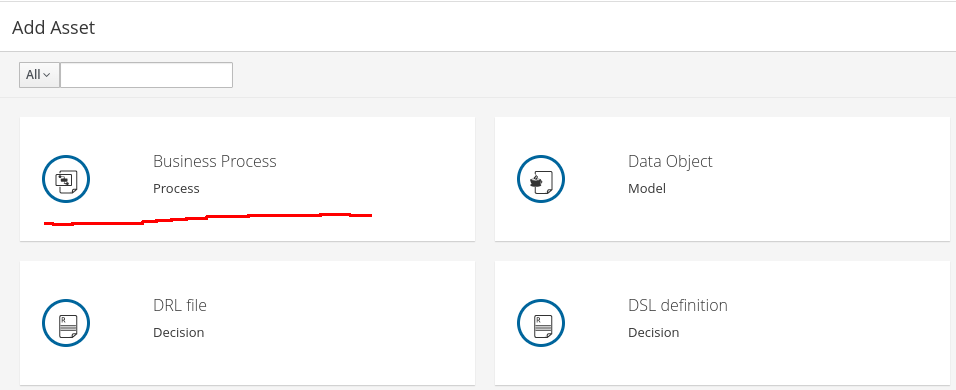 Add Asset
All
Business Process
Process
Data Object
Model
DRL file
Decision
DSL definition
Decision